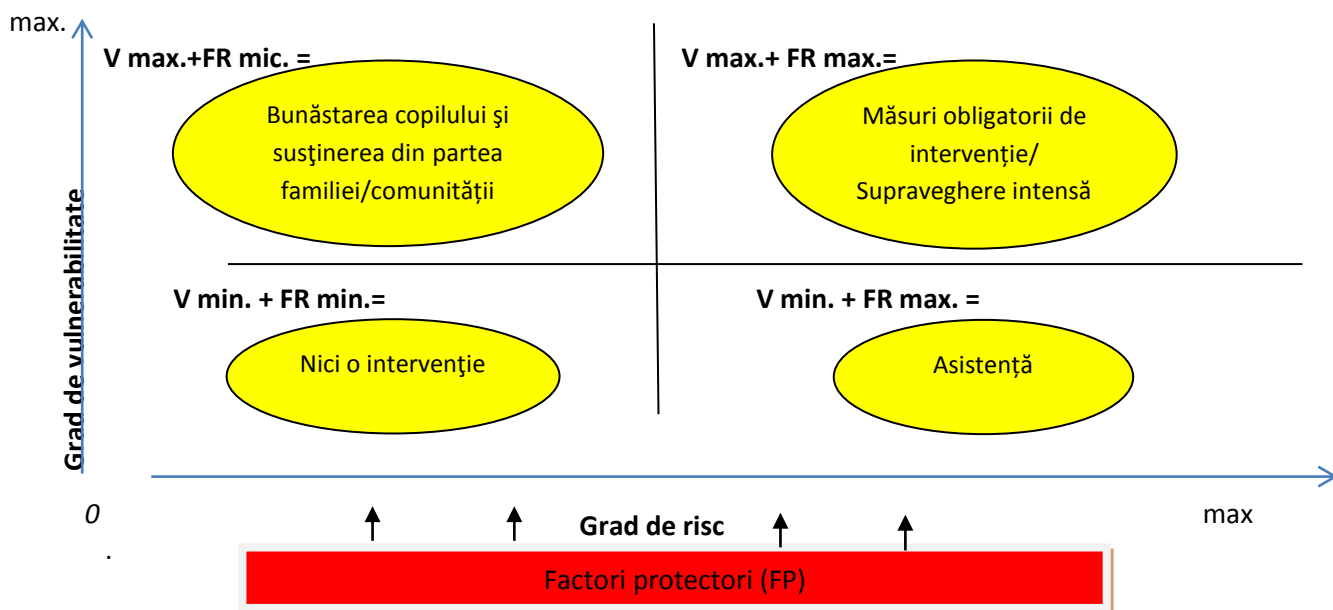 max.
V max.+FR mic. =
V max.+ FR max.=
Bunăstarea copilului şi
susţinerea din partea
familiei/comunității
Măsuri obligatorii de
intervenție/
Supraveghere intensă
Grad de vulnerabilitate
V min. + FR min.=
V min. + FR max. =
Nici o intervenţie
Asistență
0
Grad de risc
max
.
Factori protectori (FP)